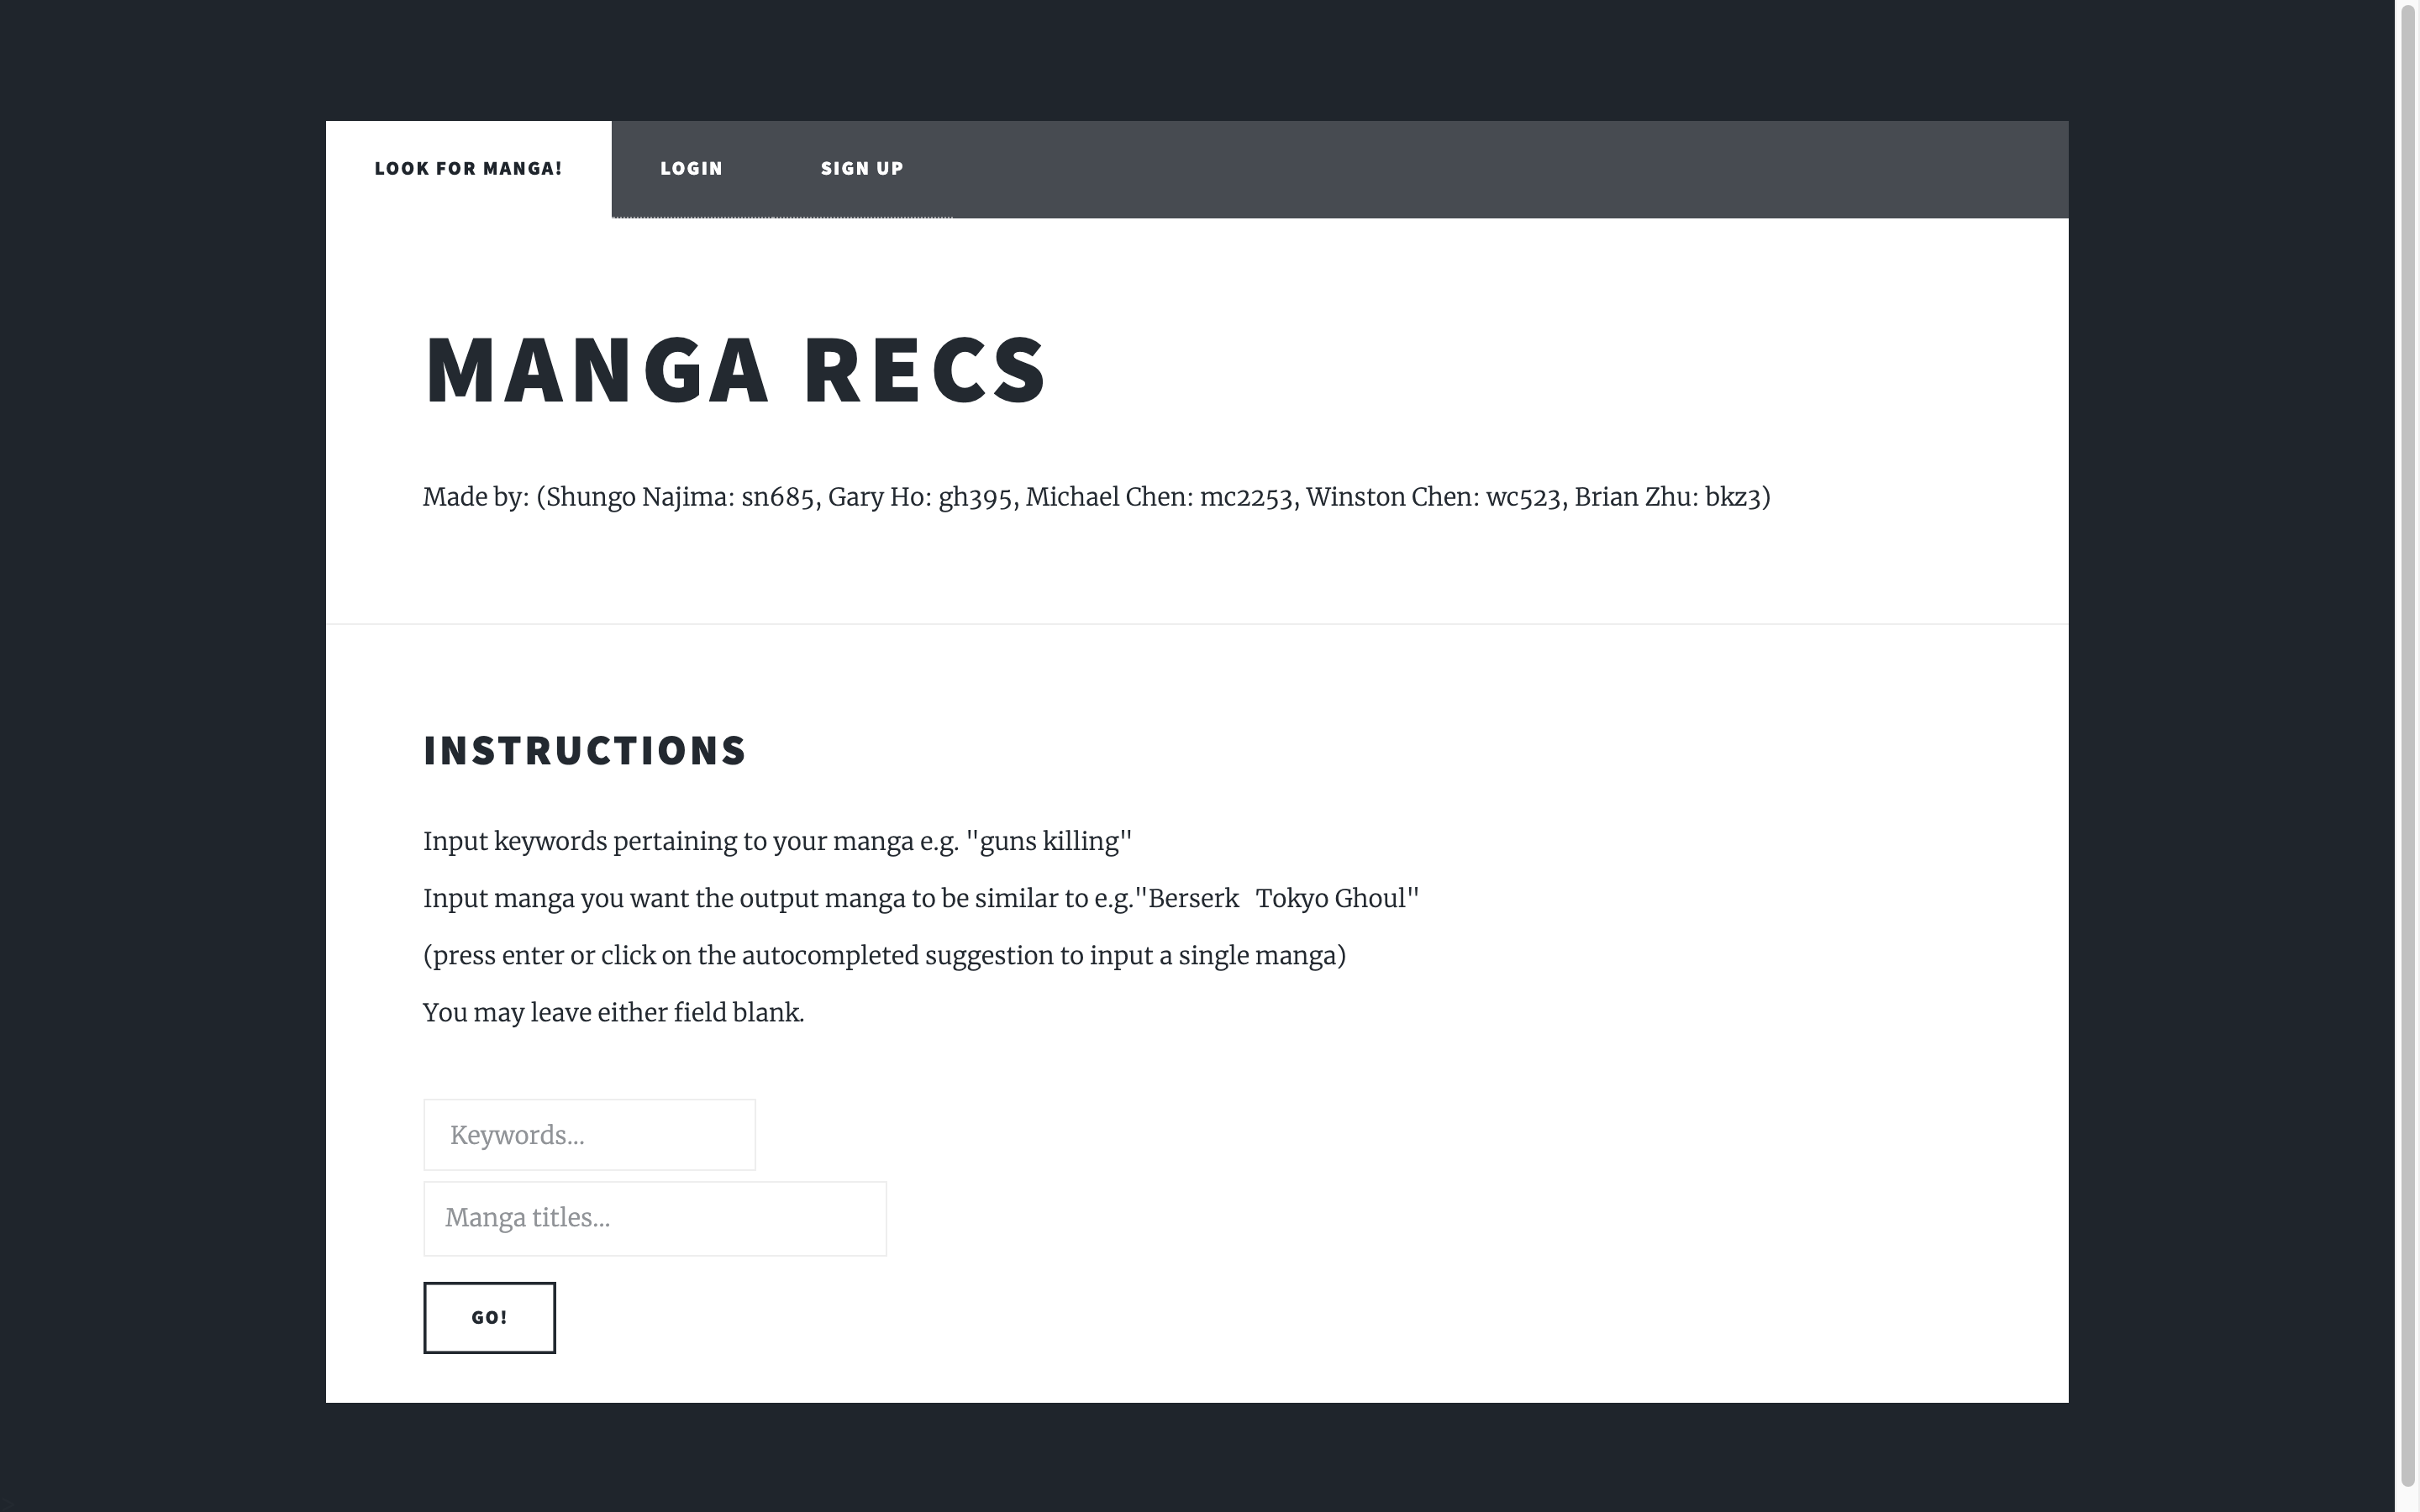 LOOK FOR MANGA! LOGIN SIGN UP
MANGA RECS
Made by: (Shungo Najima: sn685, Gary Ho: gh395, Michael Chen: mc2253, Winston Chen: wc523, Brian Zhu: bkz3)
INSTRUCTIONS
Input keywords pertaining to your manga e.g. "guns killing"
Input manga you want the output manga to be similar to e.g."Berserk   Tokyo Ghoul"
(press enter or click on the autocompleted suggestion to input a single manga)
You may leave either field blank.
Keywords...
Manga titles...
GO!